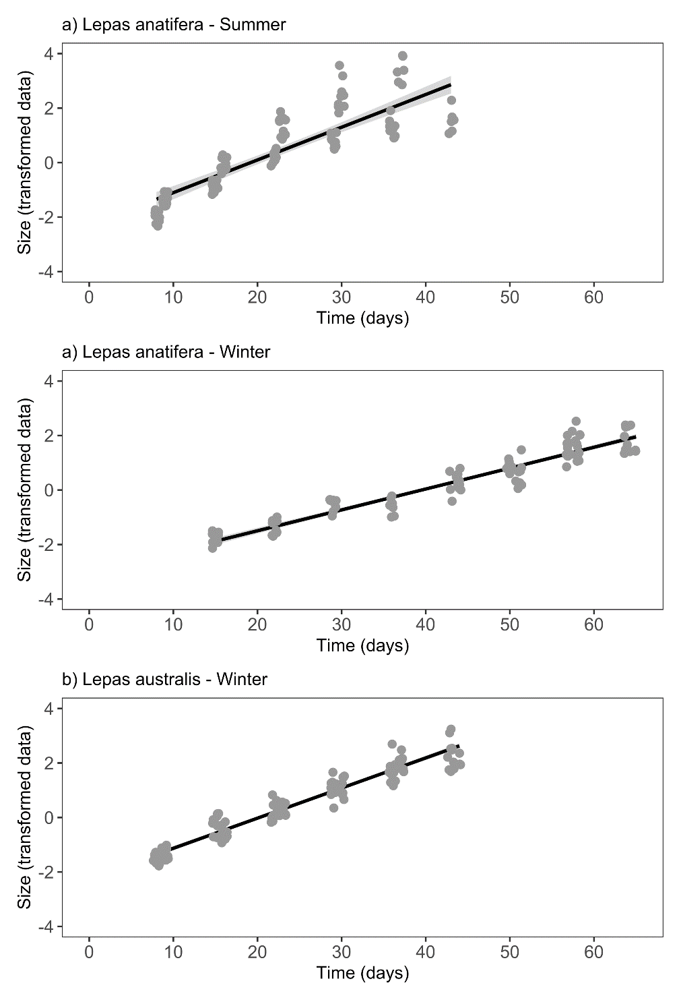 a) Lepas anatifera - Summer
4
2
0
-2
-4
Size (transformed data)
0 10 20 30 40 50 60
Time (days)
a) Lepas anatifera - Winter
4
2
0
-2
-4
Size (transformed data)
0 10 20 30 40 50 60
Time (days)
b) Lepas australis - Winter
4
2
0
-2
-4
Size (transformed data)
0 10 20 30 40 50 60
Time (days)